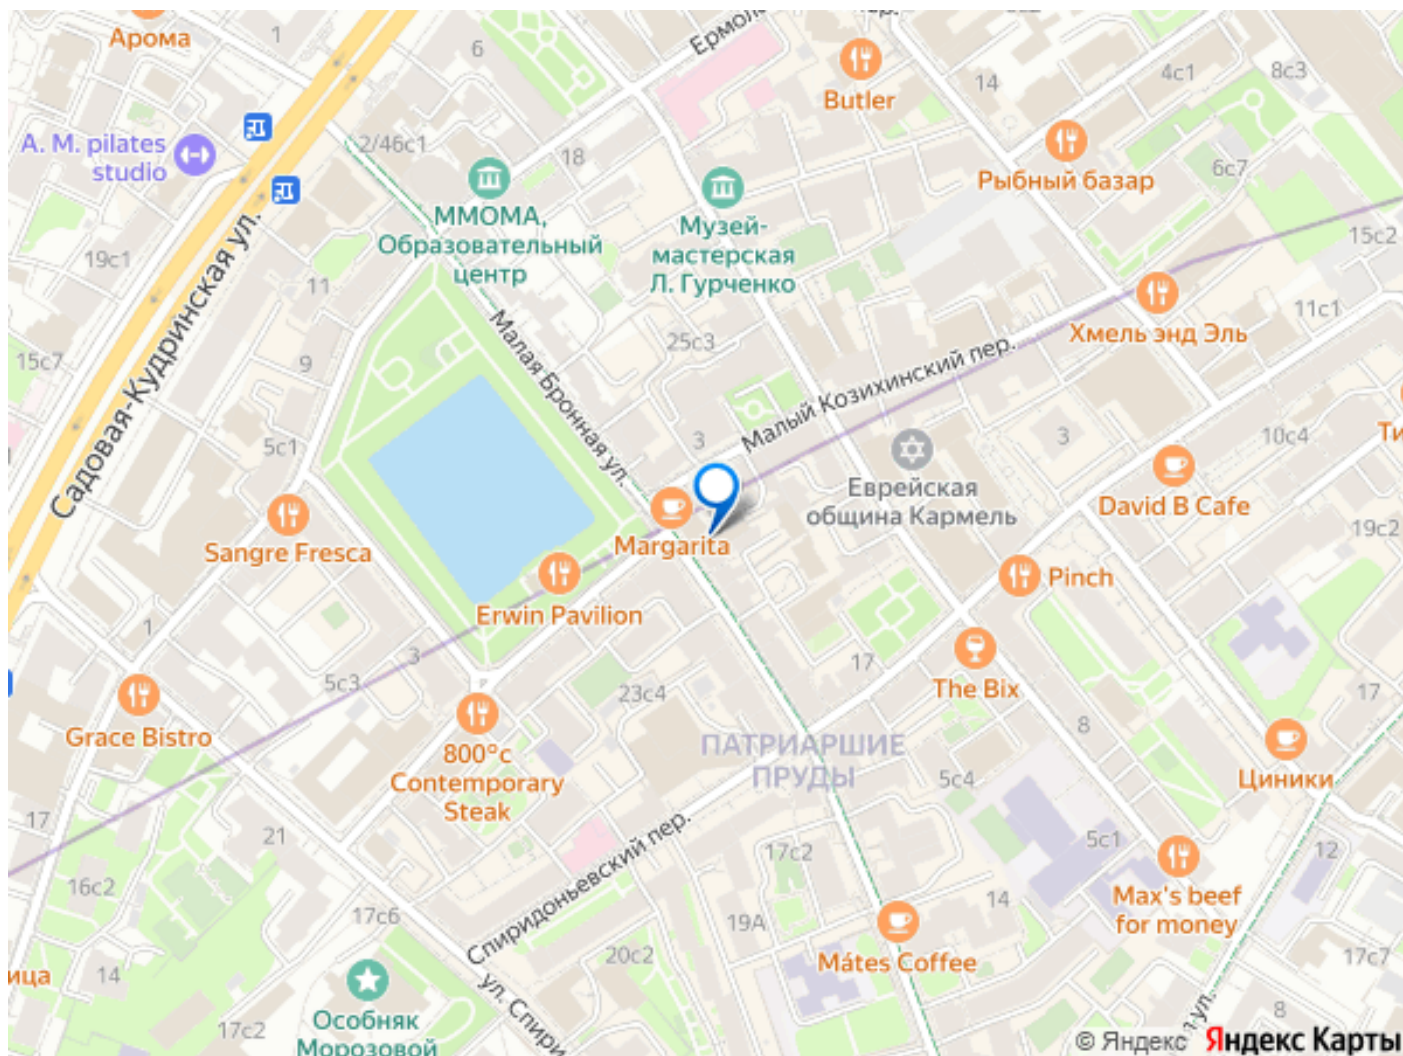 Арома
1
6
Ермол
пер.
Butler
14
4с1
8с3
A. M. pilates
studio
2/46с1
18
ММОМА,
Образовательный
центр
Музей-
мастерская
Л. Гурченко
Рыбный базар
6с7
15с2
19с1
11
Садовая-Кудринская ул.
Малая Бронная ул.
25с3
Малый Козихинский пер.
Хмель энд Эль
11с1
15с7
9
5с1
3
3
10с4
Ти
Еврейская
община Кармель
David B Cafe
19с2
Sangre Fresca
Margarita
Erwin Pavilion
Pinch
1
3
5с3
23с4
17
The Bix
8
17
Grace Bistro
800°c
Contemporary
Steak
ПАТРИАРШИЕ
ПРУДЫ
5с4
Циники
17
21
Спиридоньевский пер.
17с2
5с1
12
16с2
17с6
19А
14
Max's beef
for money
ица
14
20с2
Mátes Coffee
17с7
17с2
Особняк
Морозовой
ул. Спири
8
л ул.
© Яндекс Яндекс Карты